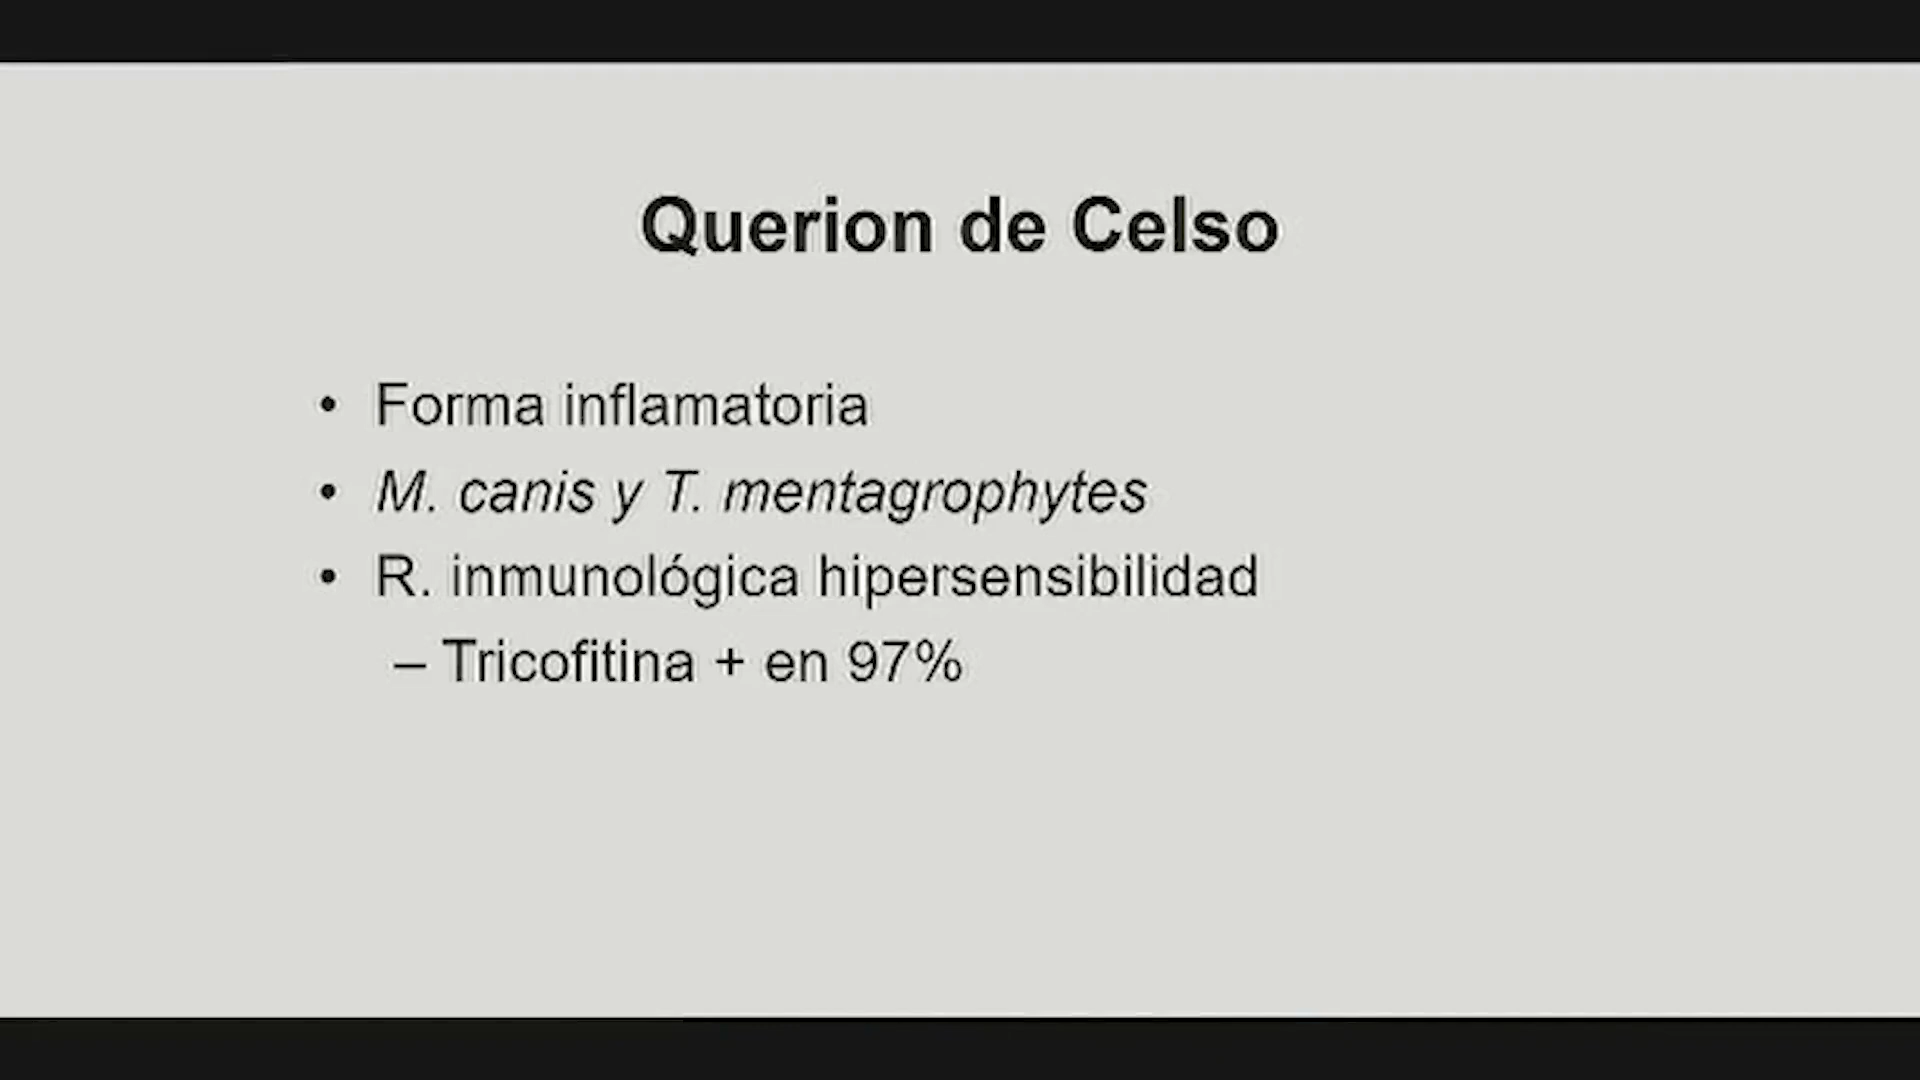 Querion de Celso
• Forma inflamatoria
• M. canis y T. mentagrophytes
• R. inmunológica hipersensibilidad
– Tricofitina + en 97%